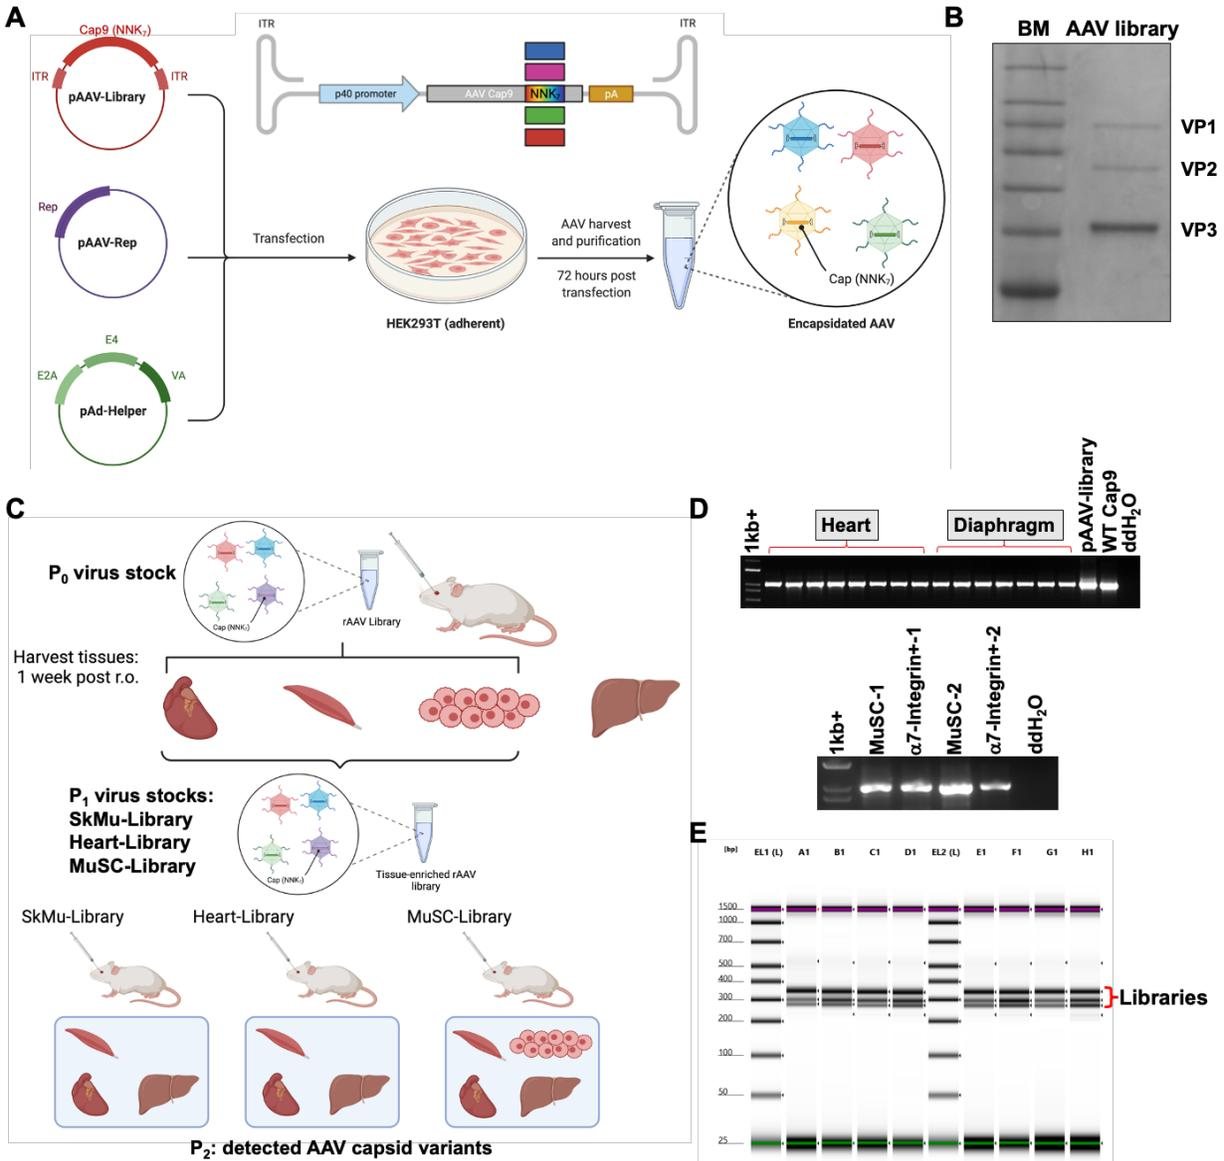 A
Cap9 (NNK₇)
ITR
ITR
pAAV-Library
Rep
pAAV-Rep
E4
E2A
VA
pAd-Helper
ITR
ITR
p40 promoter
AAV Cap9
NNK₇
pA
Transfection
HEK293T (adherent)
AAV harvest
and purification
72 hours post
transfection
Cap (NNK₇)
Encapsidated AAV
B
BM
AAV library
VP1
VP2
VP3
C
P₀ virus stock
Cap (NNK₇)
rAAV Library
Harvest tissues:
1 week post r.o.
P₁ virus stocks:
SkMu-Library
Heart-Library
MuSC-Library
Cap (NNK₇)
Tissue-enriched rAAV
library
SkMu-Library
Heart-Library
MuSC-Library
P₂: detected AAV capsid variants
D
1kb+
Heart
Diaphragm
pAAV-library
WT Cap9
ddH₂O
1kb+
MuSC-1
α7-Integrin+-1
MuSC-2
α7-Integrin+-2
ddH₂O
E
[bp]
EL1 (L)
A1
B1
C1
D1
EL2 (L)
E1
F1
G1
H1
1500
1000
700
500
400
300
200
100
50
25
Libraries